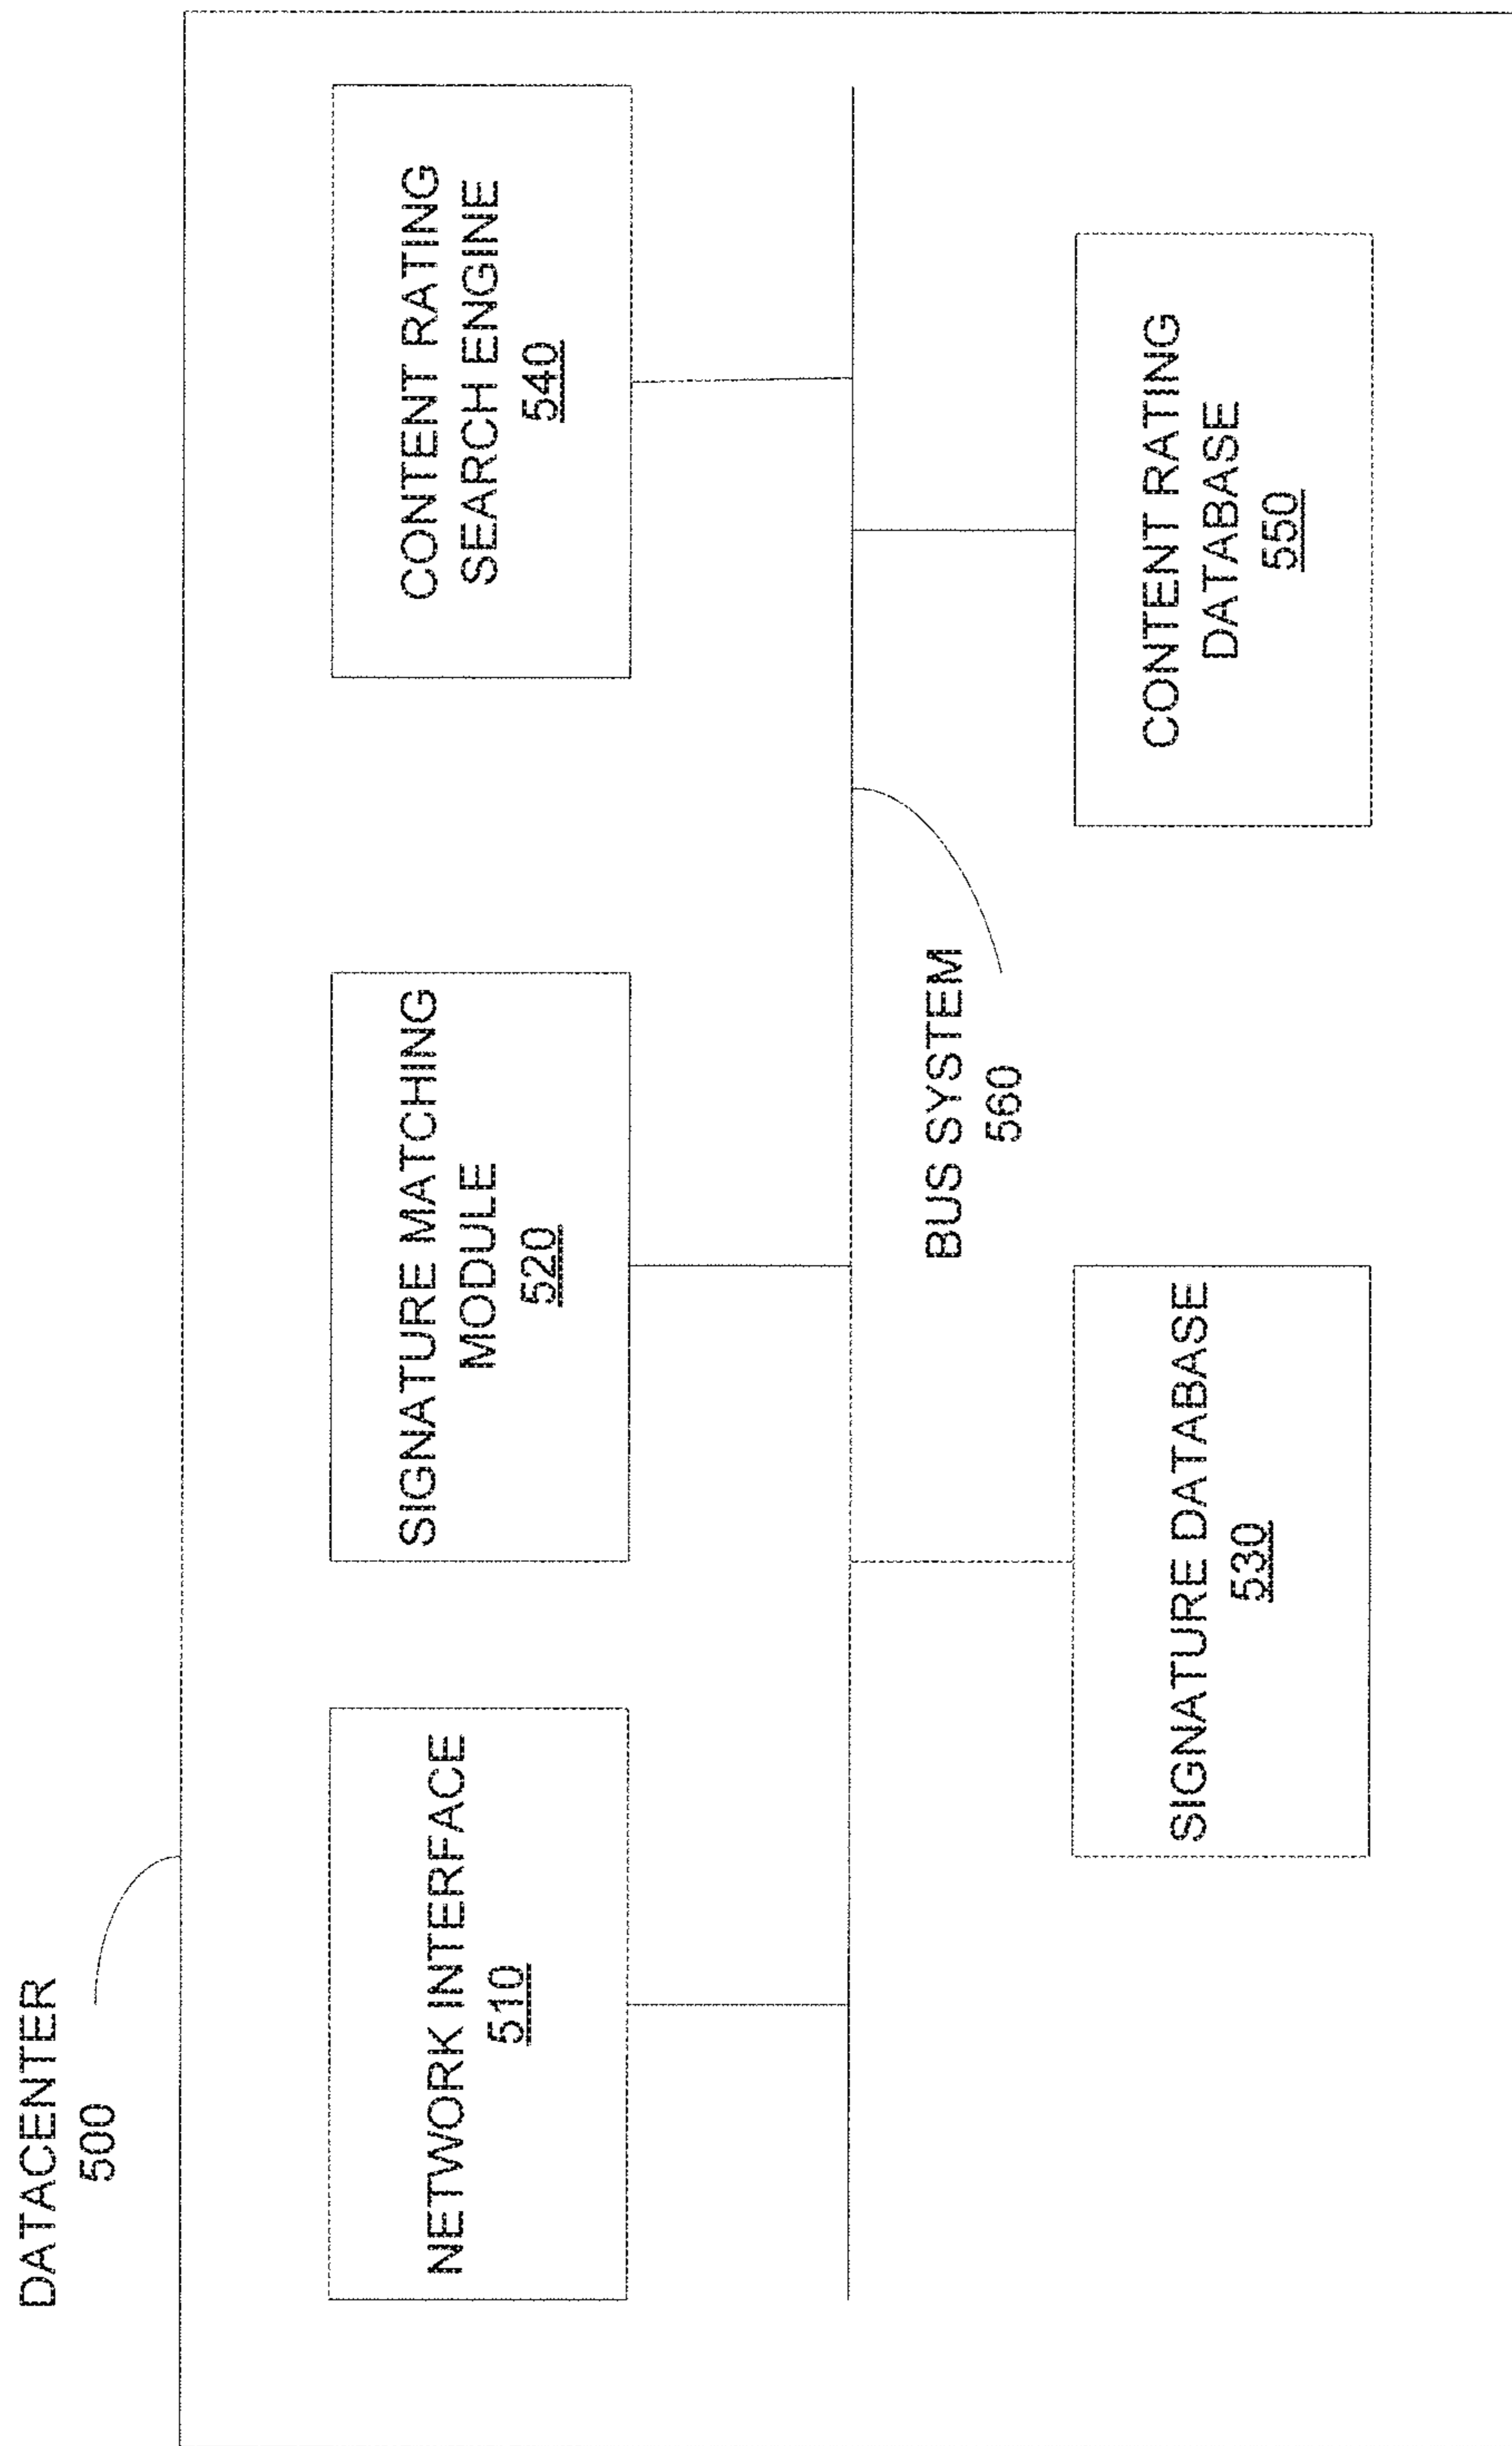 DATACENTER
500
NETWORK INTERFACE
510
SIGNATURE MATCHING
MODULE
520
CONTENT RATING
SEARCH ENGINE
540
BUS SYSTEM
560
SIGNATURE DATABASE
530
CONTENT RATING
DATABASE
550